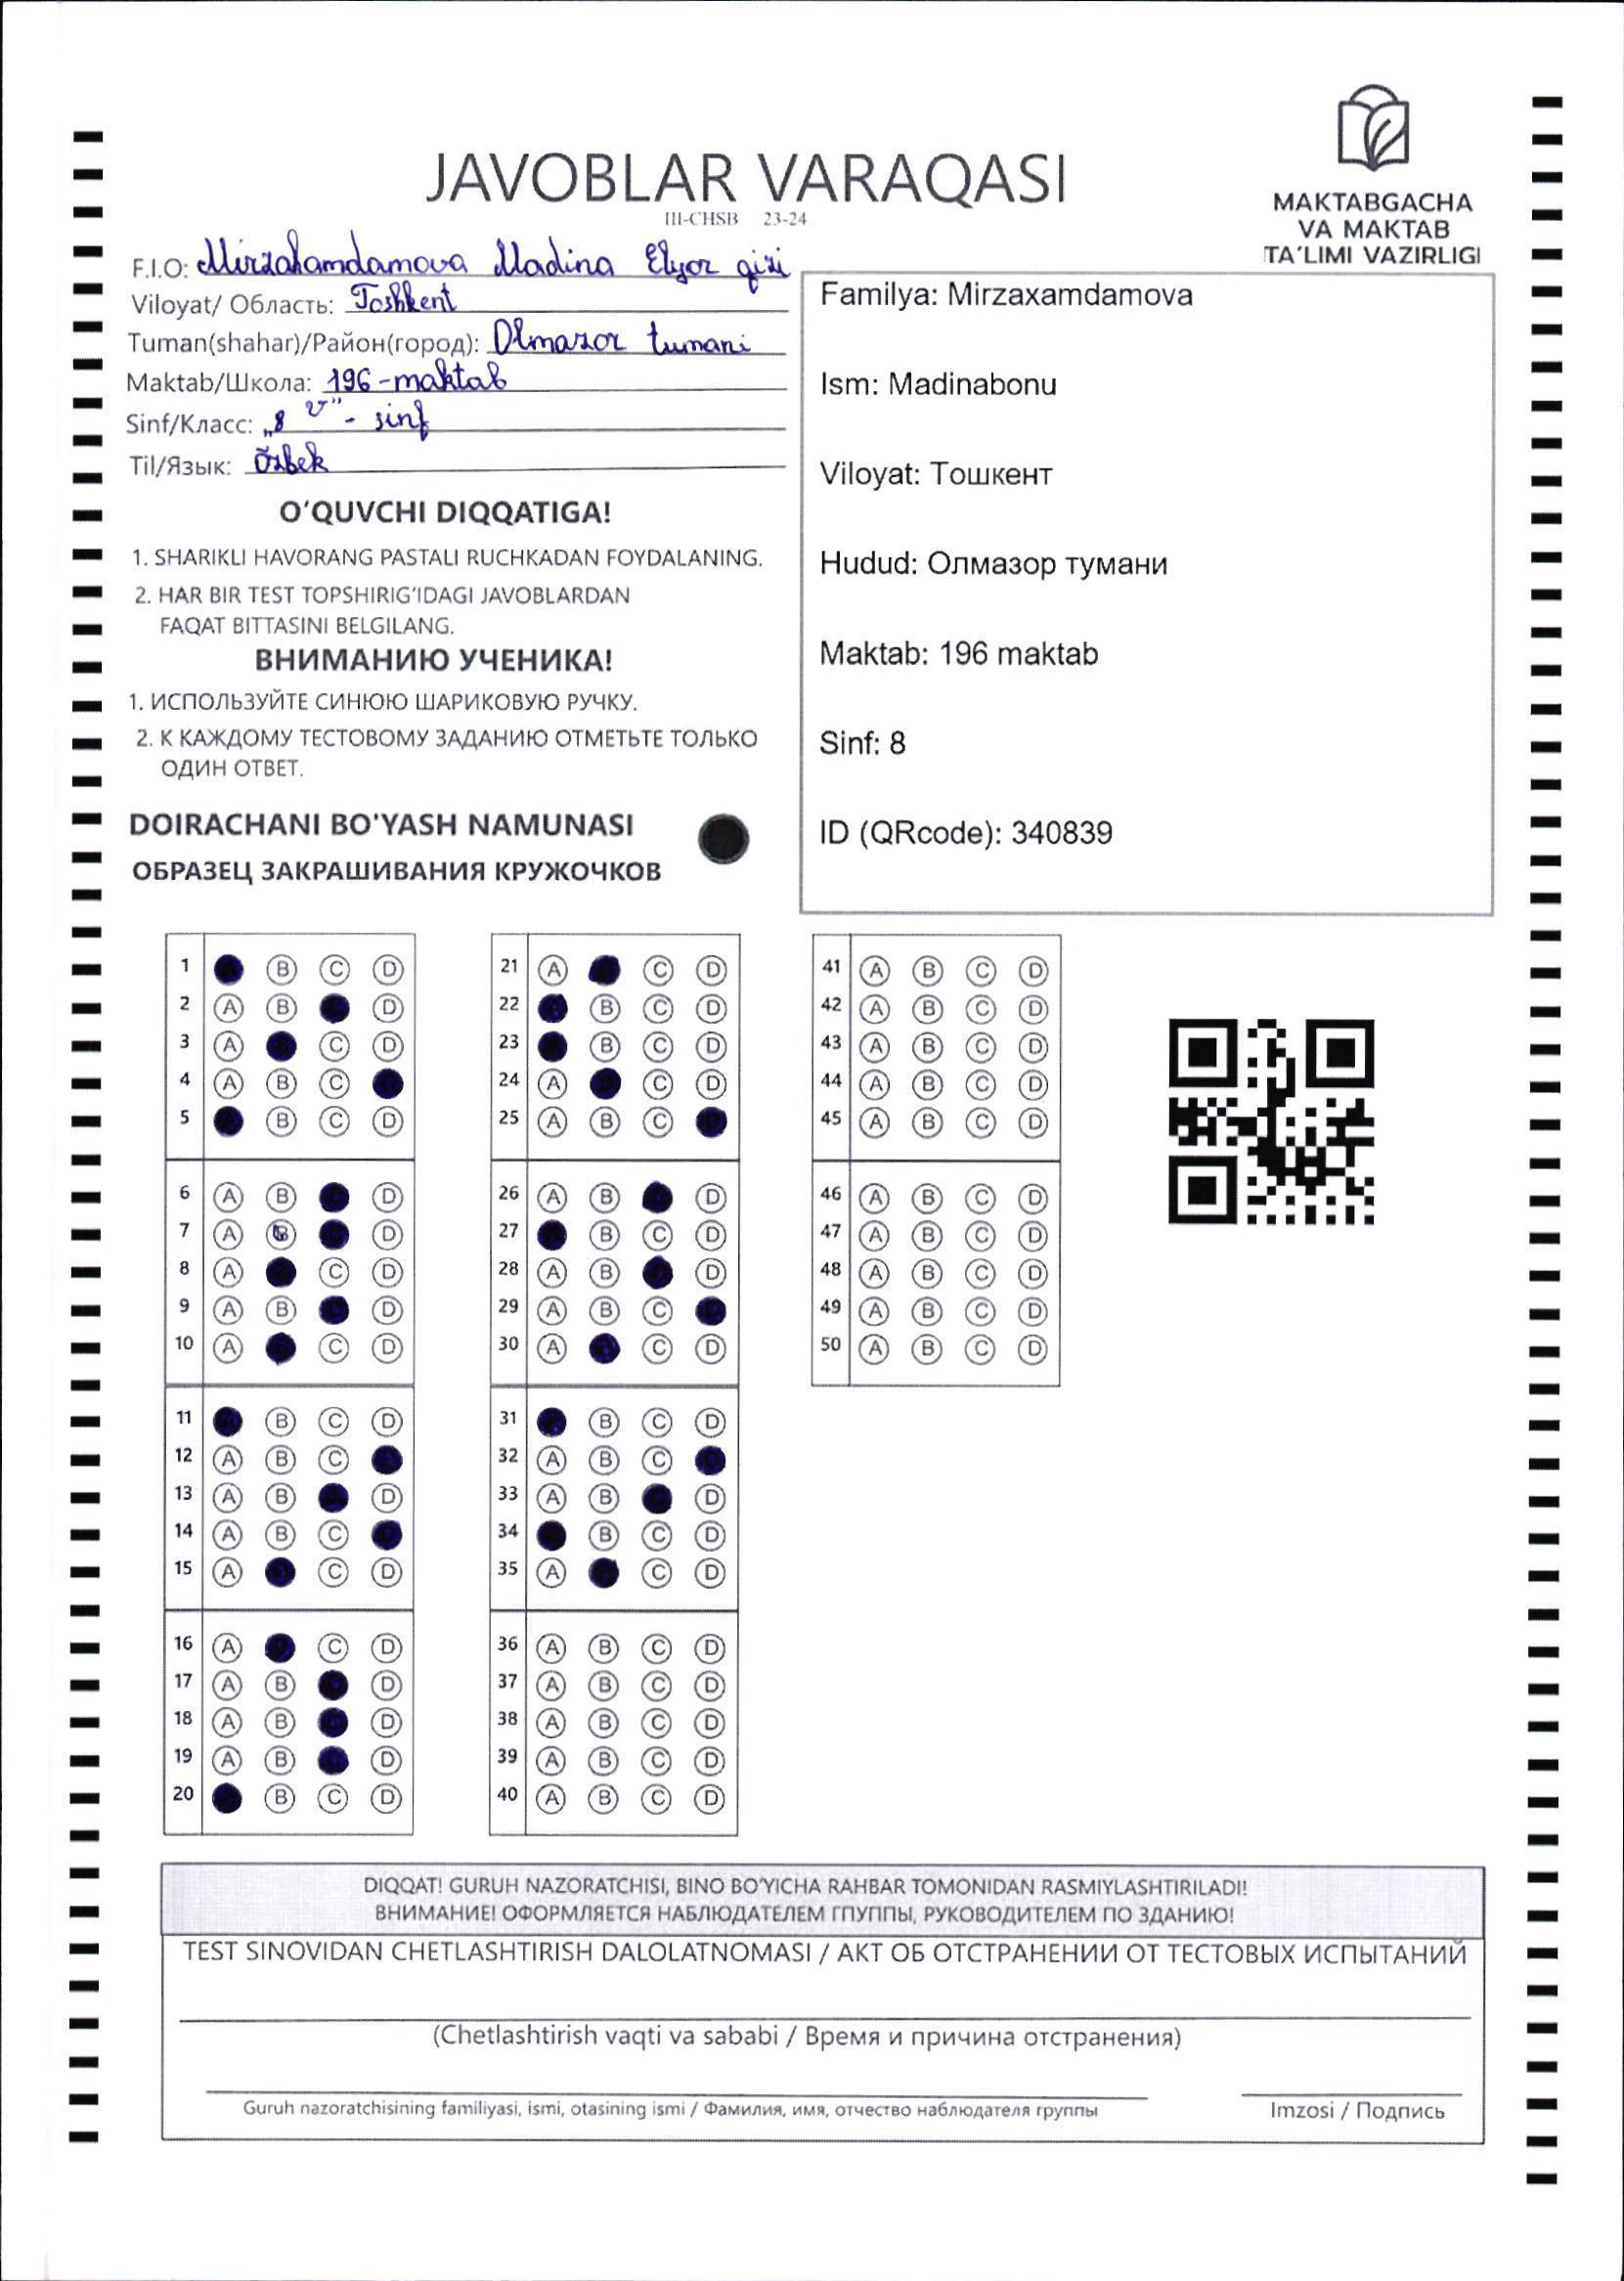 JAVOBLAR VARAQASI
III-CHSB 23-24
MAKTABGACHA
VA MAKTAB
TA'LIMI VAZIRLIGI
F.I.O: Mirzahamdamova Madina Elyor qizi
Viloyat/ Область: Toshkent
Tuman(shahar)/Район(город): Olmazor tumani
Maktab/Школа: 196-maktab
Sinf/Класс: „8 V"- sinf
Til/Язык: Õzbek
O'QUVCHI DIQQATIGA!
1. SHARIKLI HAVORANG PASTALI RUCHKADAN FOYDALANING.
2. HAR BIR TEST TOPSHIRIG'IDAGI JAVOBLARDAN
FAQAT BITTASINI BELGILANG.
ВНИМАНИЮ УЧЕНИКА!
1. ИСПОЛЬЗУЙТЕ СИНЮЮ ШАРИКОВУЮ РУЧКУ.
2. К КАЖДОМУ ТЕСТОВОМУ ЗАДАНИЮ ОТМЕТЬТЕ ТОЛЬКО
ОДИН ОТВЕТ.
DOIRACHANI BO'YASH NAMUNASI
ОБРАЗЕЦ ЗАКРАШИВАНИЯ КРУЖОЧКОВ
Familya: Mirzaxamdamova
Ism: Madinabonu
Viloyat: Тошкент
Hudud: Олмазор тумани
Maktab: 196 maktab
Sinf: 8
ID (QRcode): 340839
1 B C D
2 A B D
3 A C D
4 A B C
5 B C D
6 A B D
7 A B D
8 A C D
9 A B D
10 A C D
11 B C D
12 A B C
13 A B D
14 A B C
15 A C D
16 A C D
17 A B D
18 A B D
19 A B D
20 B C D
21 A C D
22 B C D
23 B C D
24 A C D
25 A B C
26 A B D
27 B C D
28 A B D
29 A B C
30 A C D
31 B C D
32 A B C
33 A B D
34 B C D
35 A C D
36 A B C D
37 A B C D
38 A B C D
39 A B C D
40 A B C D
41 A B C D
42 A B C D
43 A B C D
44 A B C D
45 A B C D
46 A B C D
47 A B C D
48 A B C D
49 A B C D
50 A B C D
DIQQAT! GURUH NAZORATCHISI, BINO BO'YICHA RAHBAR TOMONIDAN RASMIYLASHTIRILADI!
ВНИМАНИЕ! ОФОРМЛЯЕТСЯ НАБЛЮДАТЕЛЕМ ГПУППЫ, РУКОВОДИТЕЛЕМ ПО ЗДАНИЮ!
TEST SINOVIDAN CHETLASHTIRISH DALOLATNOMASI / АКТ ОБ ОТСТРАНЕНИИ ОТ ТЕСТОВЫХ ИСПЫТАНИЙ
(Chetlashtirish vaqti va sababi / Время и причина отстранения)
Guruh nazoratchisining familiyasi, ismi, otasining ismi / Фамилия, имя, отчество наблюдателя группы
Imzosi / Подпись